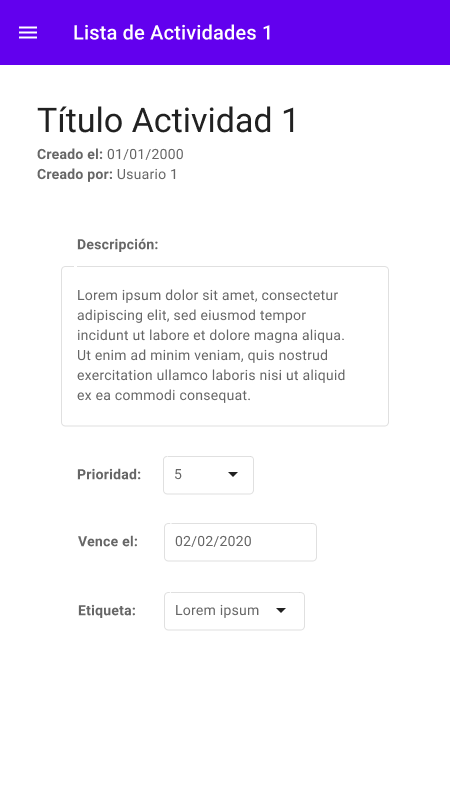 Lista de Actividades 1
Título Actividad 1
Creado el: 01/01/2000
Creado por: Usuario 1
Descripción:
Lorem ipsum dolor sit amet, consectetur
adipiscing elit, sed eiusmod tempor
incidunt ut labore et dolore magna aliqua.
Ut enim ad minim veniam, quis nostrud
exercitation ullamco laboris nisi ut aliquid
ex ea commodi consequat.
Prioridad: 5
Vence el: 02/02/2020
Etiqueta: Lorem ipsum